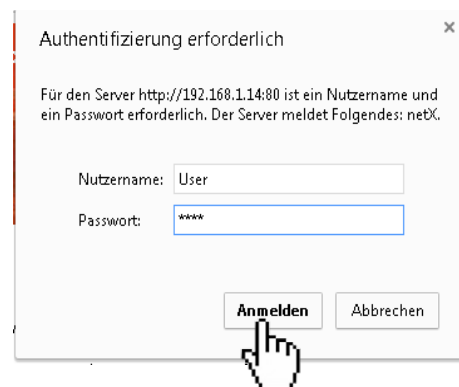 Authentifizierung erforderlich
Für den Server http://192.168.1.14:80 ist ein Nutzername und
ein Passwort erforderlich. Der Server meldet Folgendes: netX.
Nutzername: User
Passwort: ****
Anmelden Abbrechen